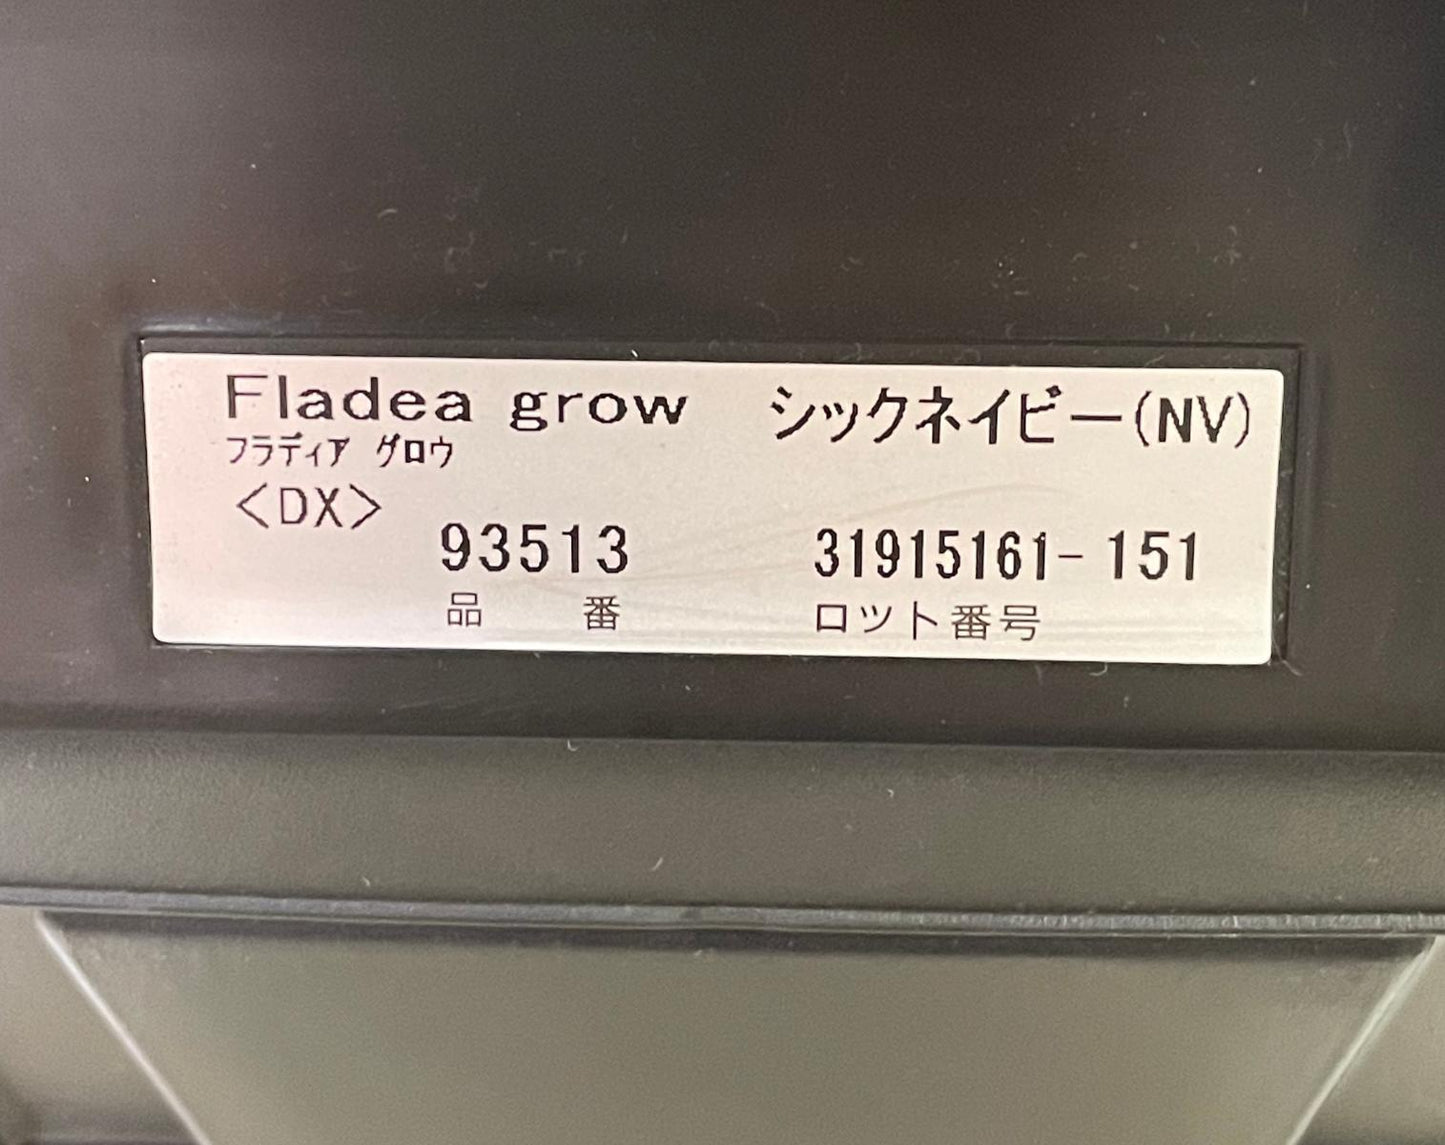 Fladea grow シックネイビー(NV)
フラディア グロウ
<DX>
93513 31915161-151
品 番 ロット番号